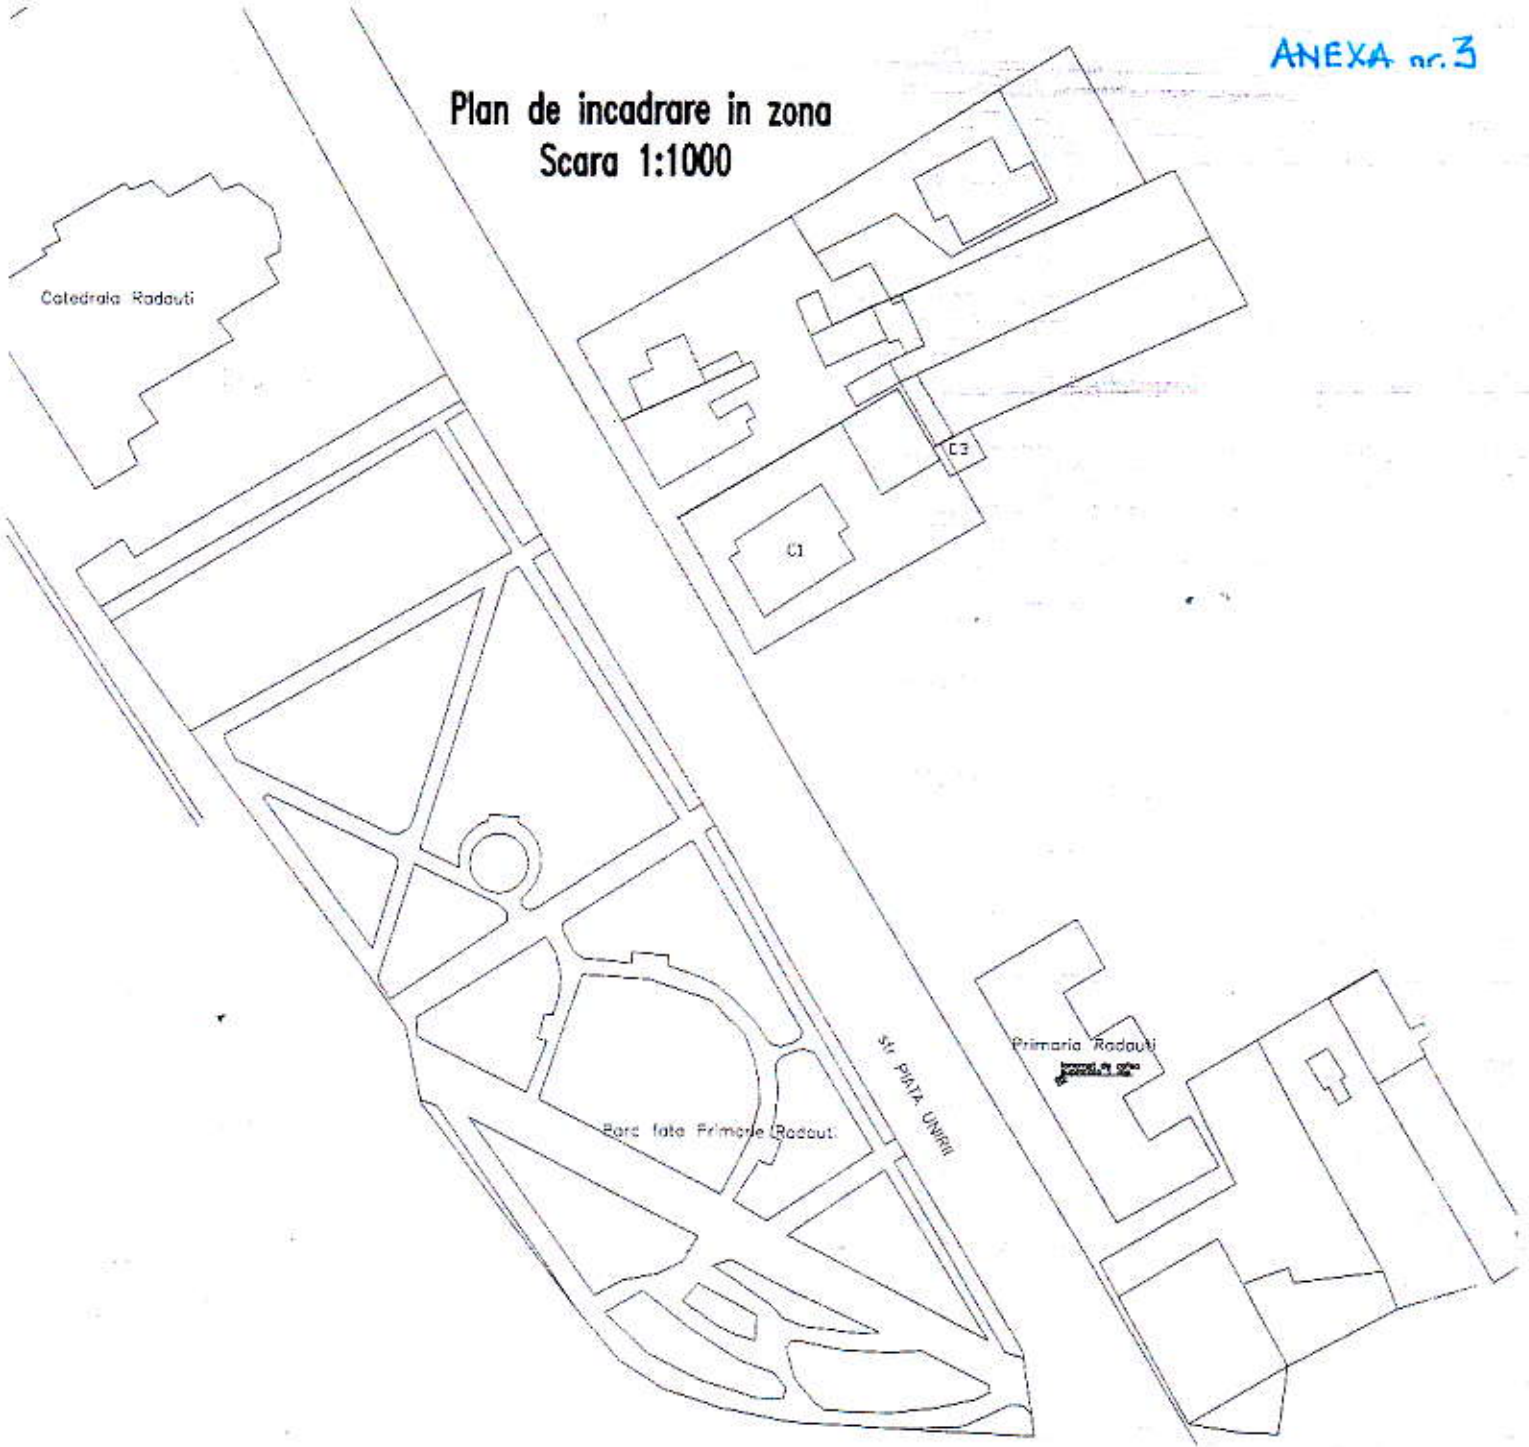 ANEXA nr. 3
Plan de incadrare in zona
Scara 1:1000
Catedrala Radauti
C3
C1
str PIATA UNIRII
Primaria Radauti
Parc fata Primarie Radauti